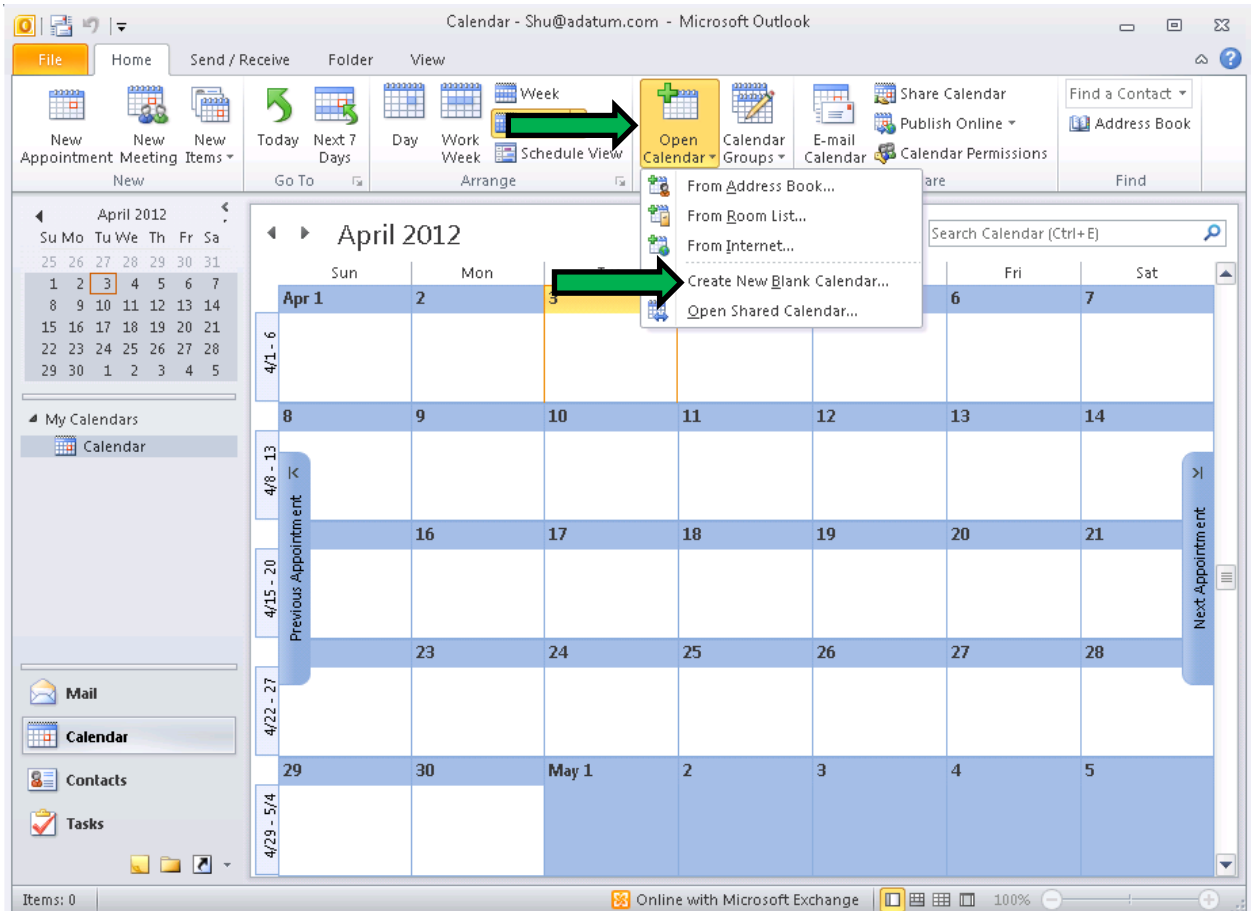 Calendar - Shu@adatum.com - Microsoft Outlook
File Home Send / Receive Folder View
New Appointment
New Meeting
New Items
Today
Next 7 Days
Day
Work Week
Week
Schedule View
Open Calendar
Calendar Groups
E-mail Calendar
Share Calendar
Publish Online
Calendar Permissions
Find a Contact
Address Book
New Go To Arrange are Find
From Address Book...
From Room List...
From Internet...
Create New Blank Calendar...
Open Shared Calendar...
April 2012
Su Mo Tu We Th Fr Sa
25 26 27 28 29 30 31
1 2 3 4 5 6 7
8 9 10 11 12 13 14
15 16 17 18 19 20 21
22 23 24 25 26 27 28
29 30 1 2 3 4 5
My Calendars
Calendar
Mail
Calendar
Contacts
Tasks
April 2012
Search Calendar (Ctrl+E)
Sun Mon Fri Sat
Apr 1 2 3 6 7
4/1 - 6
8 9 10 11 12 13 14
4/8 - 13
16 17 18 19 20 21
4/15 - 20
23 24 25 26 27 28
4/22 - 27
29 30 May 1 2 3 4 5
4/29 - 5/4
Previous Appointment
Next Appointment
Items: 0 Online with Microsoft Exchange 100%